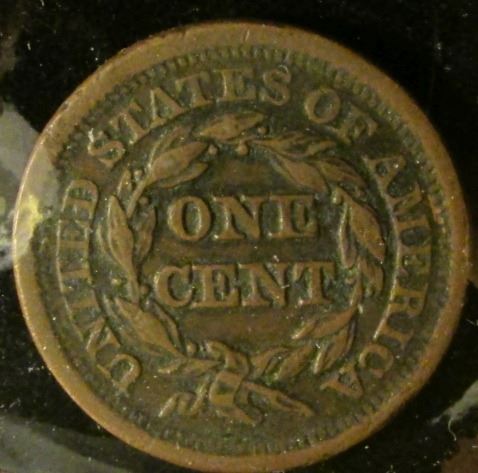 UNITED STATES OF AMERICA
ONE
CENT